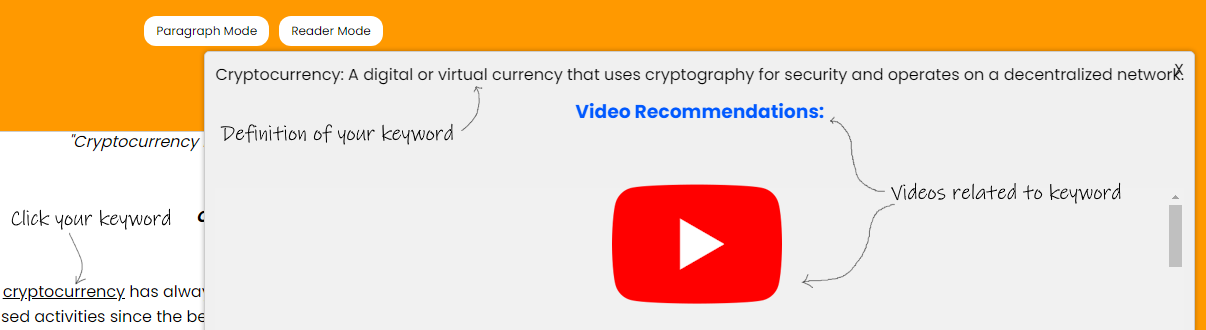 Paragraph Mode
Reader Mode
Cryptocurrency: A digital or virtual currency that uses cryptography for security and operates on a decentralized network.
X
Video Recommendations:
Definition of your keyword
"Cryptocurrency
Videos related to keyword
Click your keyword
cryptocurrency has alwa
sed activities since the be